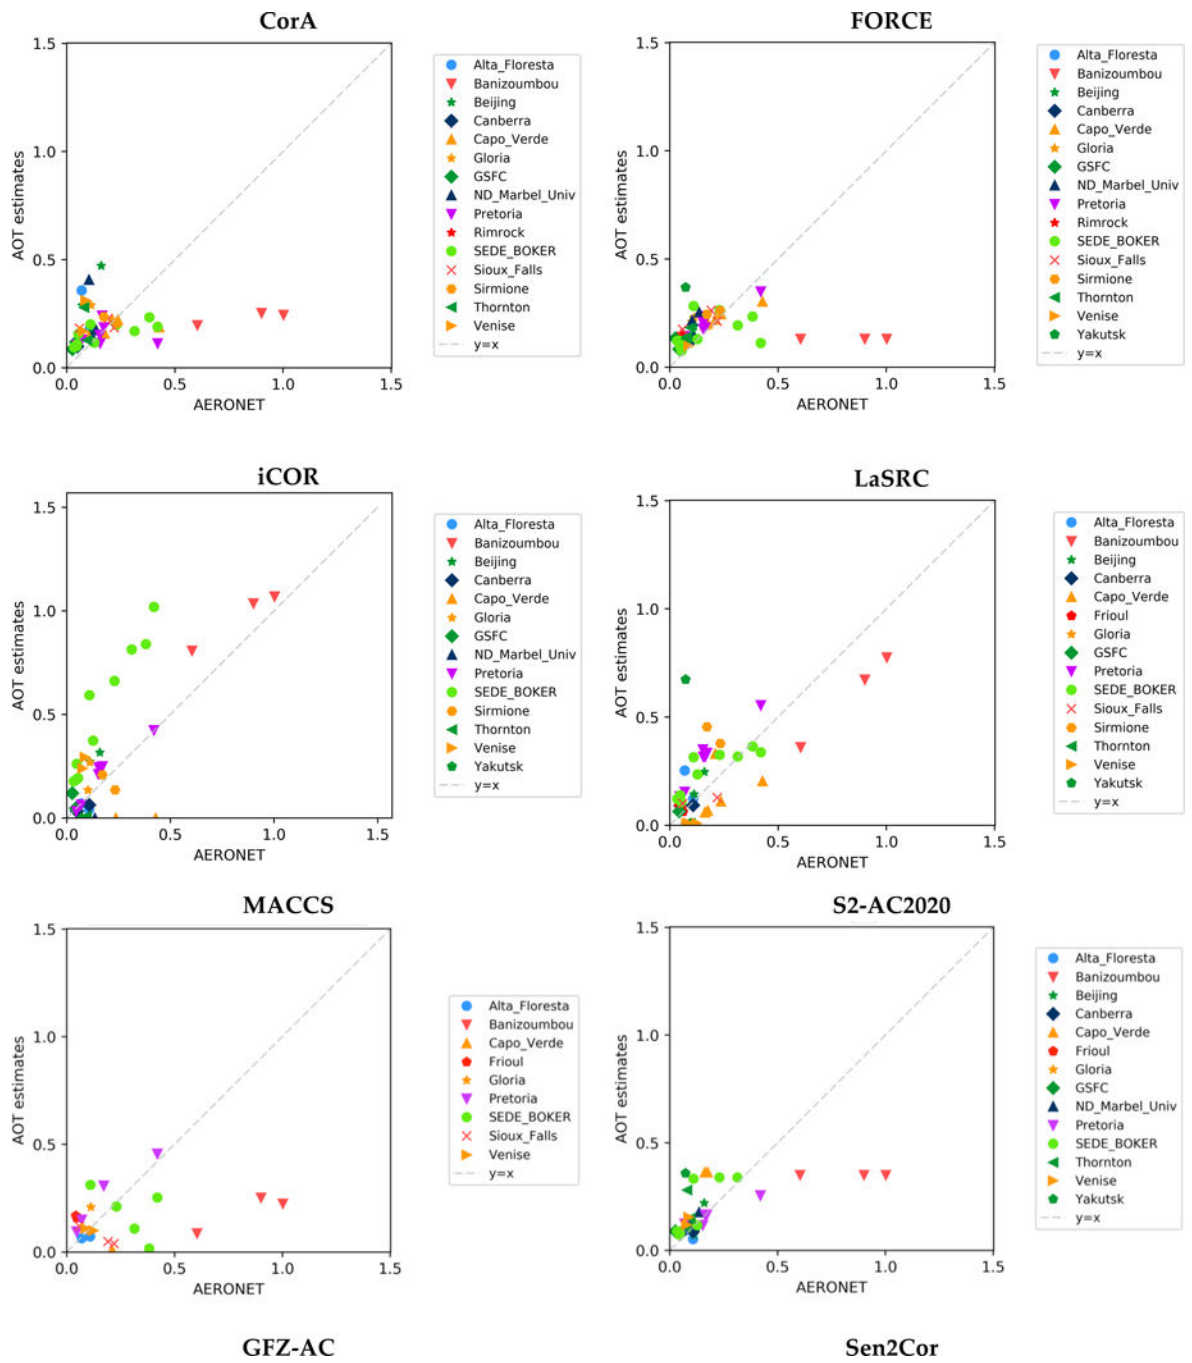 CorA
1.5
1.0
0.5
0.0
0.0 0.5 1.0 1.5
AOT estimates
AERONET
Alta_Floresta
Banizoumbou
Beijing
Canberra
Capo_Verde
Gloria
GSFC
ND_Marbel_Univ
Pretoria
Rimrock
SEDE_BOKER
Sioux_Falls
Sirmione
Thornton
Venise
y=x
FORCE
1.5
1.0
0.5
0.0
0.0 0.5 1.0 1.5
AOT estimates
AERONET
Alta_Floresta
Banizoumbou
Beijing
Canberra
Capo_Verde
Gloria
GSFC
ND_Marbel_Univ
Pretoria
Rimrock
SEDE_BOKER
Sioux_Falls
Sirmione
Thornton
Venise
Yakutsk
y=x
iCOR
1.5
1.0
0.5
0.0
0.0 0.5 1.0 1.5
AOT estimates
AERONET
Alta_Floresta
Banizoumbou
Beijing
Canberra
Capo_Verde
Gloria
GSFC
ND_Marbel_Univ
Pretoria
SEDE_BOKER
Sirmione
Thornton
Venise
Yakutsk
y=x
LaSRC
1.5
1.0
0.5
0.0
0.0 0.5 1.0 1.5
AOT estimates
AERONET
Alta_Floresta
Banizoumbou
Beijing
Canberra
Capo_Verde
Frioul
Gloria
GSFC
Pretoria
SEDE_BOKER
Sioux_Falls
Sirmione
Thornton
Venise
Yakutsk
y=x
MACCS
1.5
1.0
0.5
0.0
0.0 0.5 1.0 1.5
AOT estimates
AERONET
Alta_Floresta
Banizoumbou
Capo_Verde
Frioul
Gloria
Pretoria
SEDE_BOKER
Sioux_Falls
Venise
y=x
S2-AC2020
1.5
1.0
0.5
0.0
0.0 0.5 1.0 1.5
AOT estimates
AERONET
Alta_Floresta
Banizoumbou
Beijing
Canberra
Capo_Verde
Frioul
Gloria
GSFC
ND_Marbel_Univ
Pretoria
SEDE_BOKER
Thornton
Venise
Yakutsk
y=x
GFZ-AC
Sen2Cor